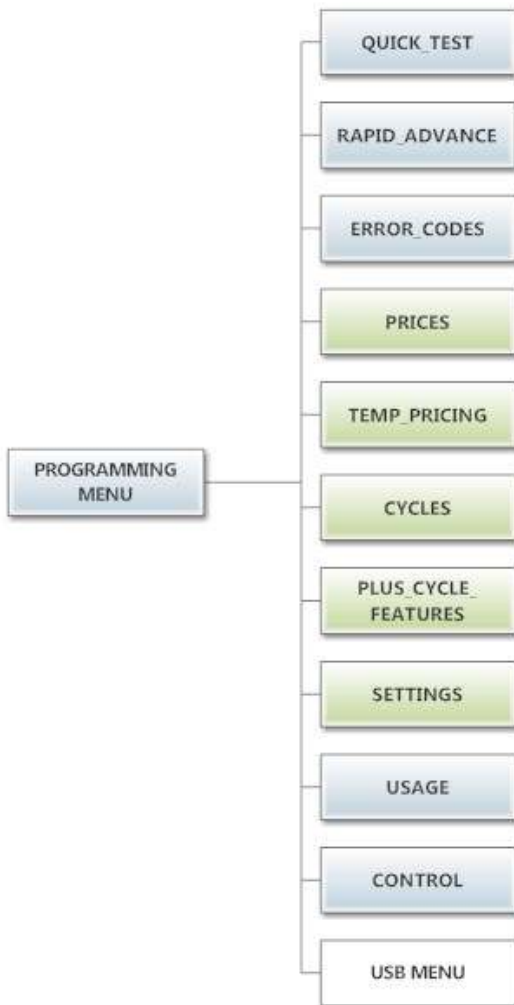 QUICK_TEST
RAPID_ADVANCE
ERROR_CODES
PRICES
TEMP_PRICING
PROGRAMMING
MENU
CYCLES
PLUS_CYCLE_
FEATURES
SETTINGS
USAGE
CONTROL
USB MENU